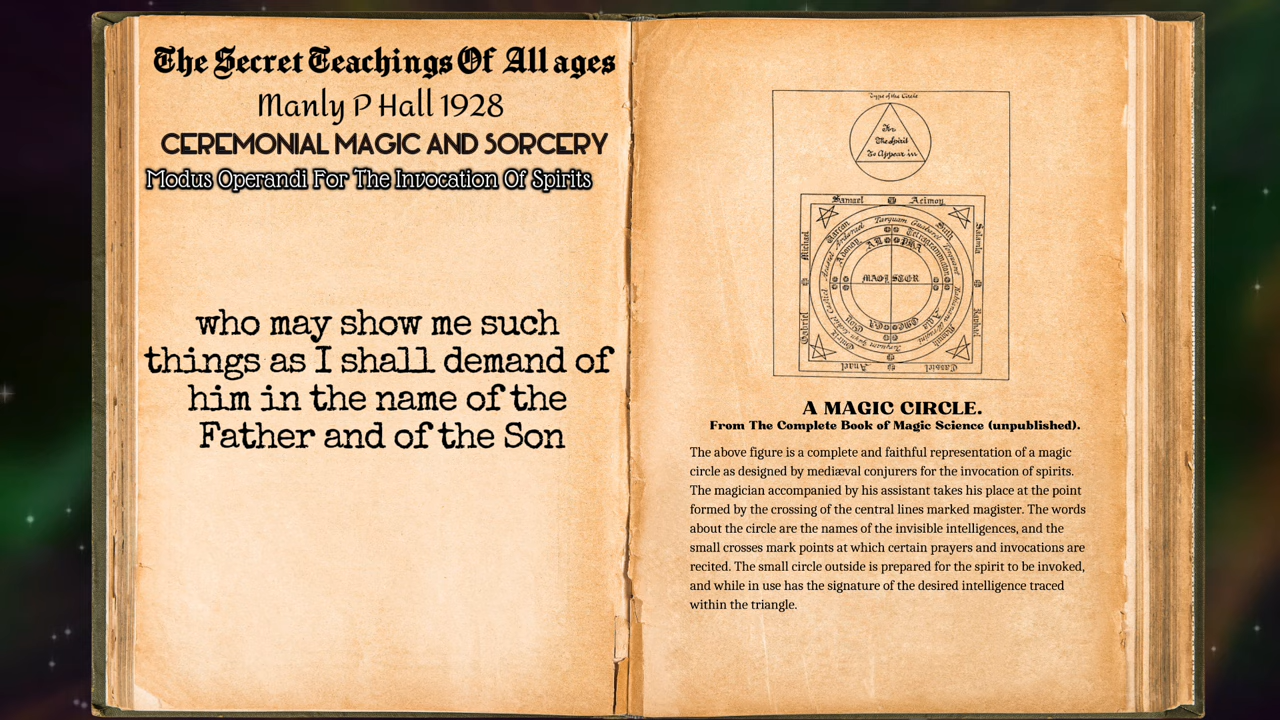 The Secret Teachings Of All ages
Manly P Hall 1928
CEREMONIAL MAGIC AND SORCERY
Modus Operandi For The Invocation Of Spirits
who may show me such
things as I shall demand of
him in the name of the
Father and of the Son
Type of the Circle
For
The Spirit
To Appear in
Samael
Acimoy
Michael
Gabriel
Raphael
Anael
Cassiel
Tetragrammaton
MAGISTER
A MAGIC CIRCLE.
From The Complete Book of Magic Science (unpublished).
The above figure is a complete and faithful representation of a magic
circle as designed by mediæval conjurers for the invocation of spirits.
The magician accompanied by his assistant takes his place at the point
formed by the crossing of the central lines marked magister. The words
about the circle are the names of the invisible intelligences, and the
small crosses mark points at which certain prayers and invocations are
recited. The small circle outside is prepared for the spirit to be invoked,
and while in use has the signature of the desired intelligence traced
within the triangle.